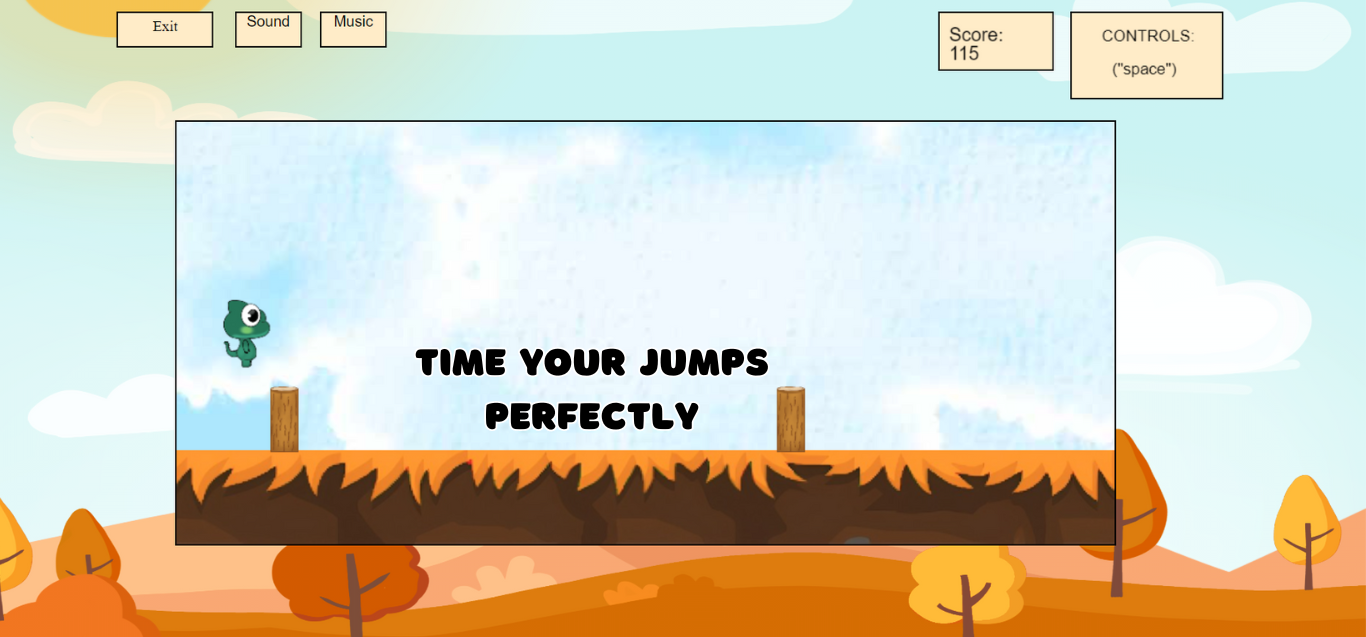 Exit
Sound
Music
Score:
115
CONTROLS:
("space")
TIME YOUR JUMPS
PERFECTLY